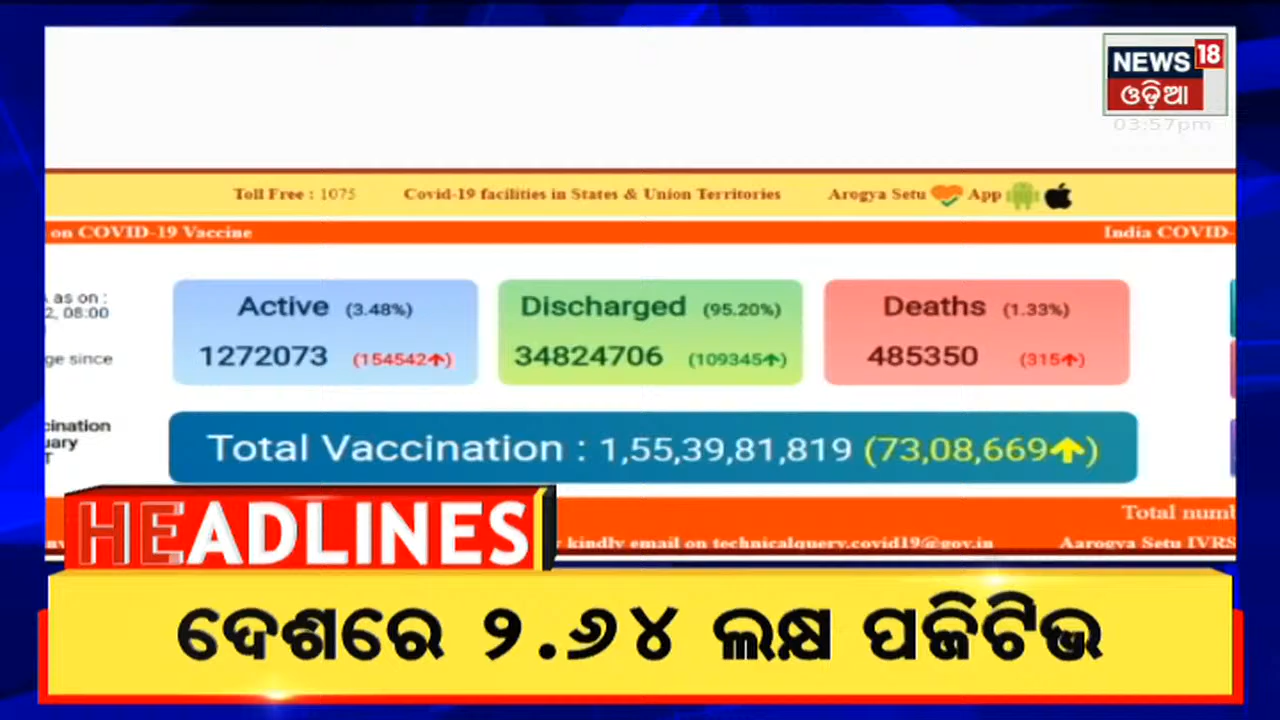 NEWS 18
ଓଡ଼ିଆ
03:57pm
Toll Free : 1075 Covid-19 facilities in States & Union Territories Arogya Setu App
on COVID-19 Vaccine India COVID-
as on :
2, 08:00
ge since
Active (3.48%)
1272073 (154542↑)
Discharged (95.20%)
34824706 (109345↑)
Deaths (1.33%)
485350 (315↑)
cination
uary
T
Total Vaccination : 1,55,39,81,819 (73,08,669↑)
Total numb
kindly email on technicalquery.covid19@gov.in Aarogya Setu IVRS
HEADLINES
ଦେଶରେ ୨.୬୪ ଲକ୍ଷ ପଜିଟିଭ